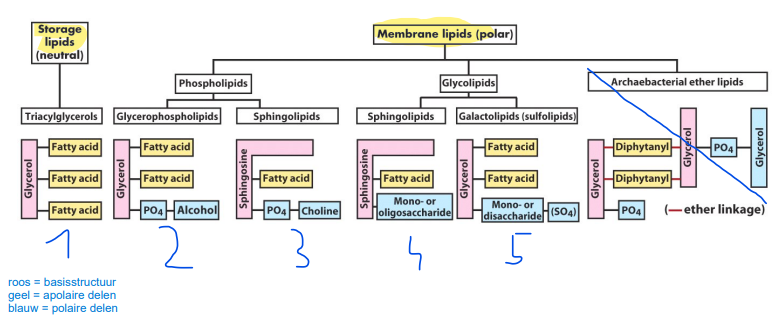 Storage
lipids
(neutral)
Membrane lipids (polar)
Phospholipids
Glycolipids
Archaebacterial ether lipids
Triacylglycerols
Glycerophospholipids
Sphingolipids
Sphingolipids
Galactolipids (sulfolipids)
Glycerol
Fatty acid
Fatty acid
Fatty acid
Glycerol
Fatty acid
Fatty acid
PO4
Alcohol
Sphingosine
Fatty acid
PO4
Choline
Sphingosine
Fatty acid
Mono- or
oligosaccharide
Glycerol
Fatty acid
Fatty acid
Mono- or
disaccharide
(SO4)
Glycerol
Diphytanyl
Diphytanyl
PO4
Glycerol
PO4
Glycerol
(— ether linkage)
1
2
3
4
5
roos = basisstructuur
geel = apolaire delen
blauw = polaire delen